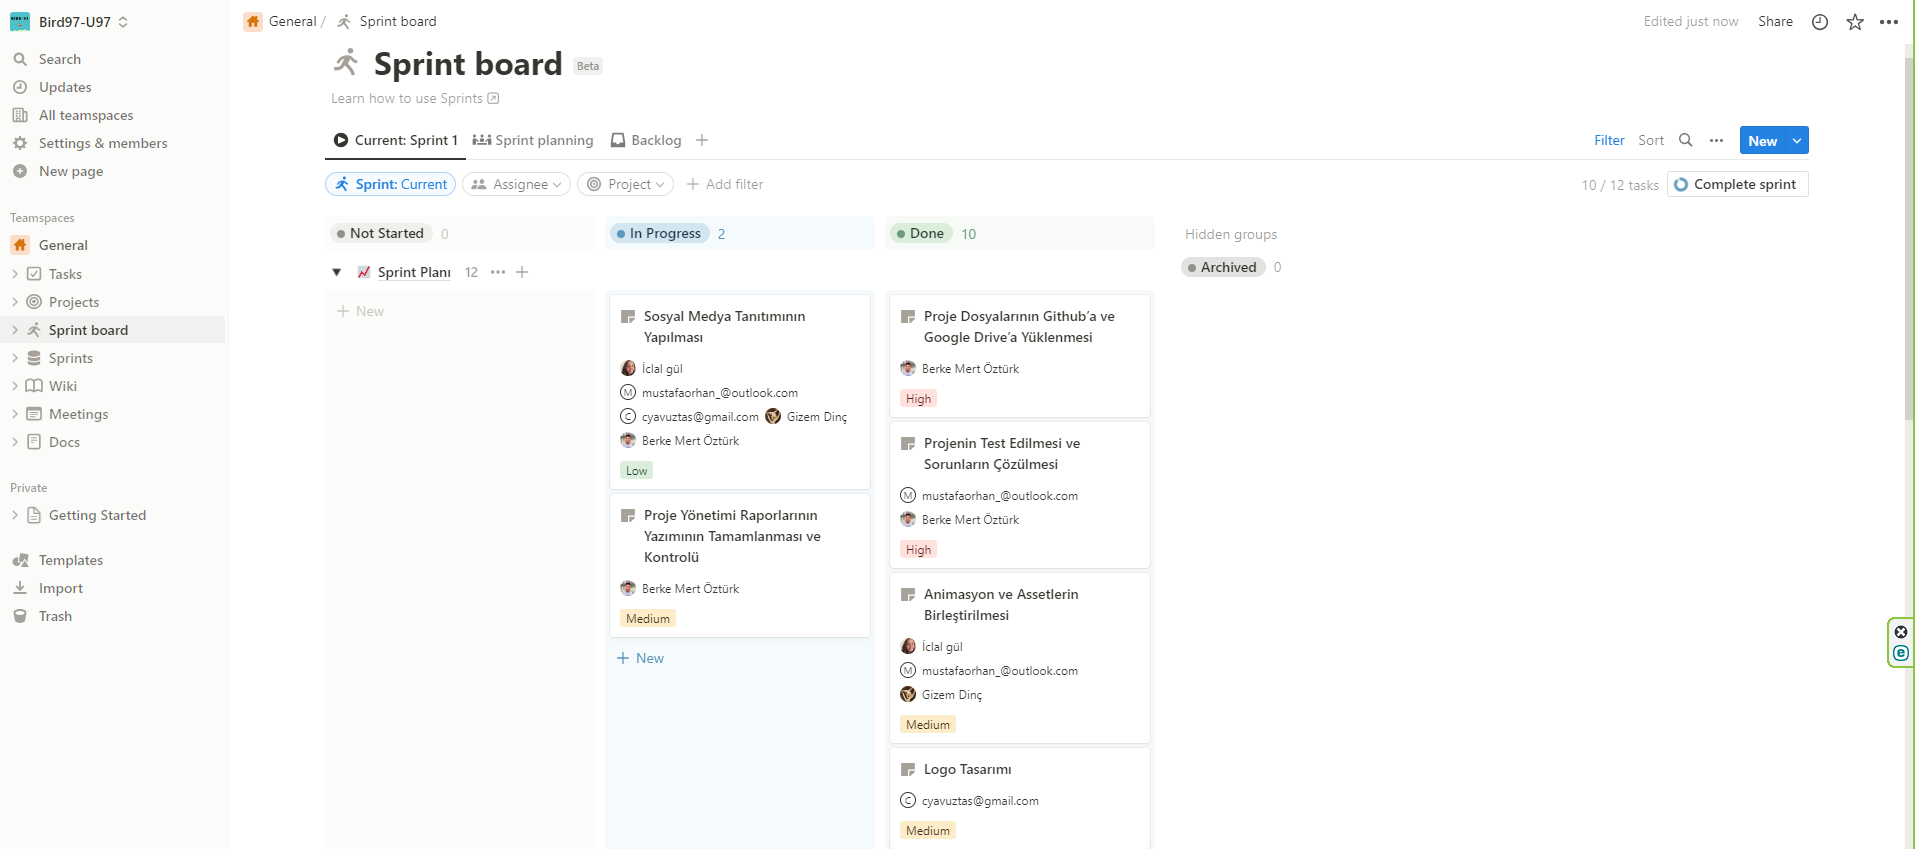 Bird97-U97
Search
Updates
All teamspaces
Settings & members
New page
Teamspaces
General
Tasks
Projects
Sprint board
Sprints
Wiki
Meetings
Docs
Private
Getting Started
Templates
Import
Trash
General / Sprint board
Edited just now Share
Sprint board Beta
Learn how to use Sprints
Current: Sprint 1 Sprint planning Backlog
Filter Sort New
Sprint: Current Assignee Project Add filter
10 / 12 tasks Complete sprint
Not Started 0
In Progress 2
Done 10
Hidden groups
Archived 0
Sprint Planı 12
New
Sosyal Medya Tanıtımının
Yapılması
İclal gül
M mustafaorhan_@outlook.com
C cyavuztas@gmail.com Gizem Dinç
Berke Mert Öztürk
Low
Proje Yönetimi Raporlarının
Yazımının Tamamlanması ve
Kontrolü
Berke Mert Öztürk
Medium
New
Proje Dosyalarının Github’a ve
Google Drive’a Yüklenmesi
Berke Mert Öztürk
High
Projenin Test Edilmesi ve
Sorunların Çözülmesi
M mustafaorhan_@outlook.com
Berke Mert Öztürk
High
Animasyon ve Assetlerin
Birleştirilmesi
İclal gül
M mustafaorhan_@outlook.com
Gizem Dinç
Medium
Logo Tasarımı
C cyavuztas@gmail.com
Medium